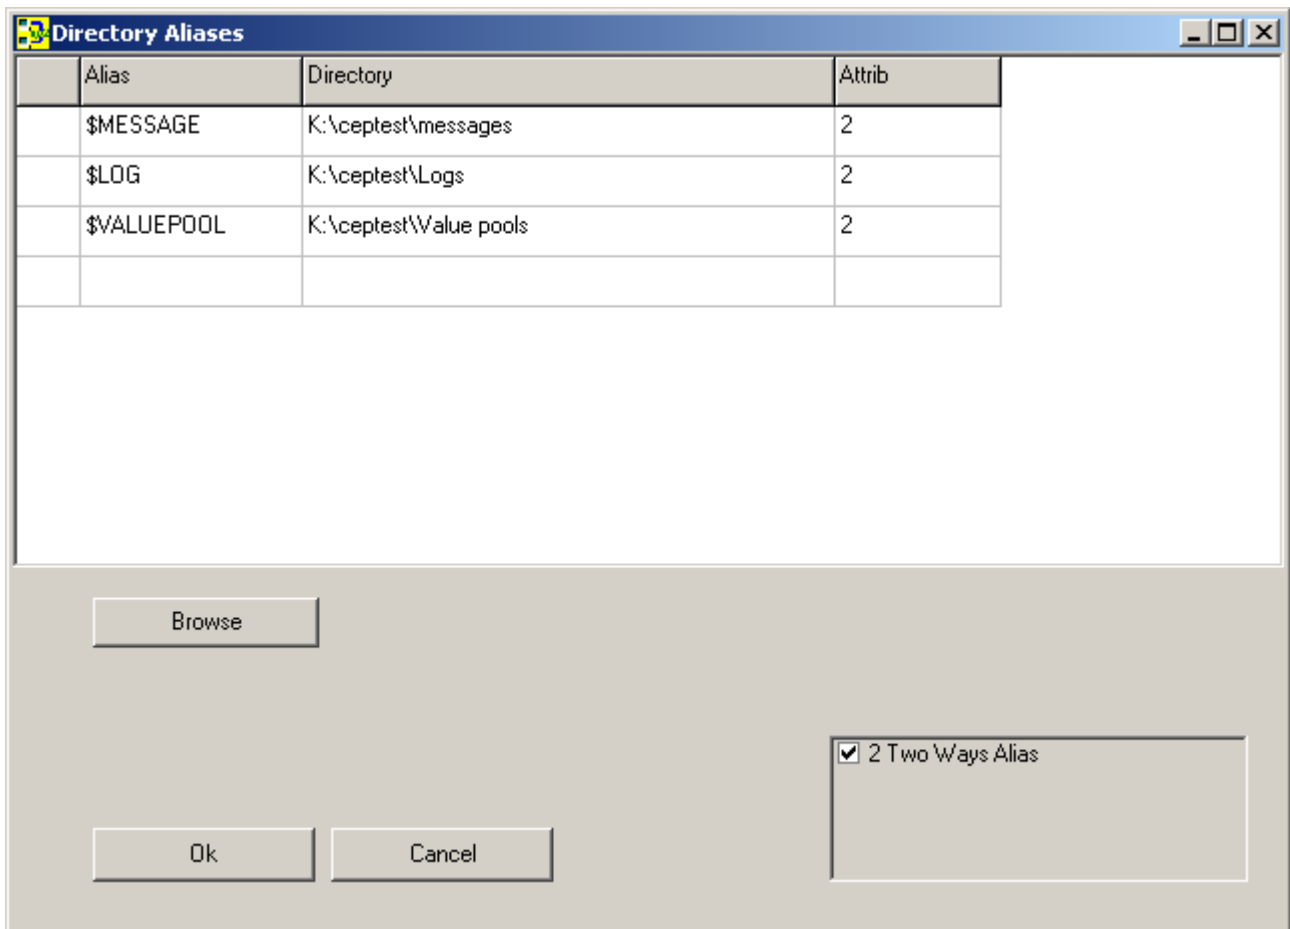 Directory Aliases
Alias Directory Attrib
$MESSAGE K:\ceptest\messages 2
$LOG K:\ceptest\Logs 2
$VALUEPOOL K:\ceptest\Value pools 2
Browse
2 Two Ways Alias
Ok Cancel